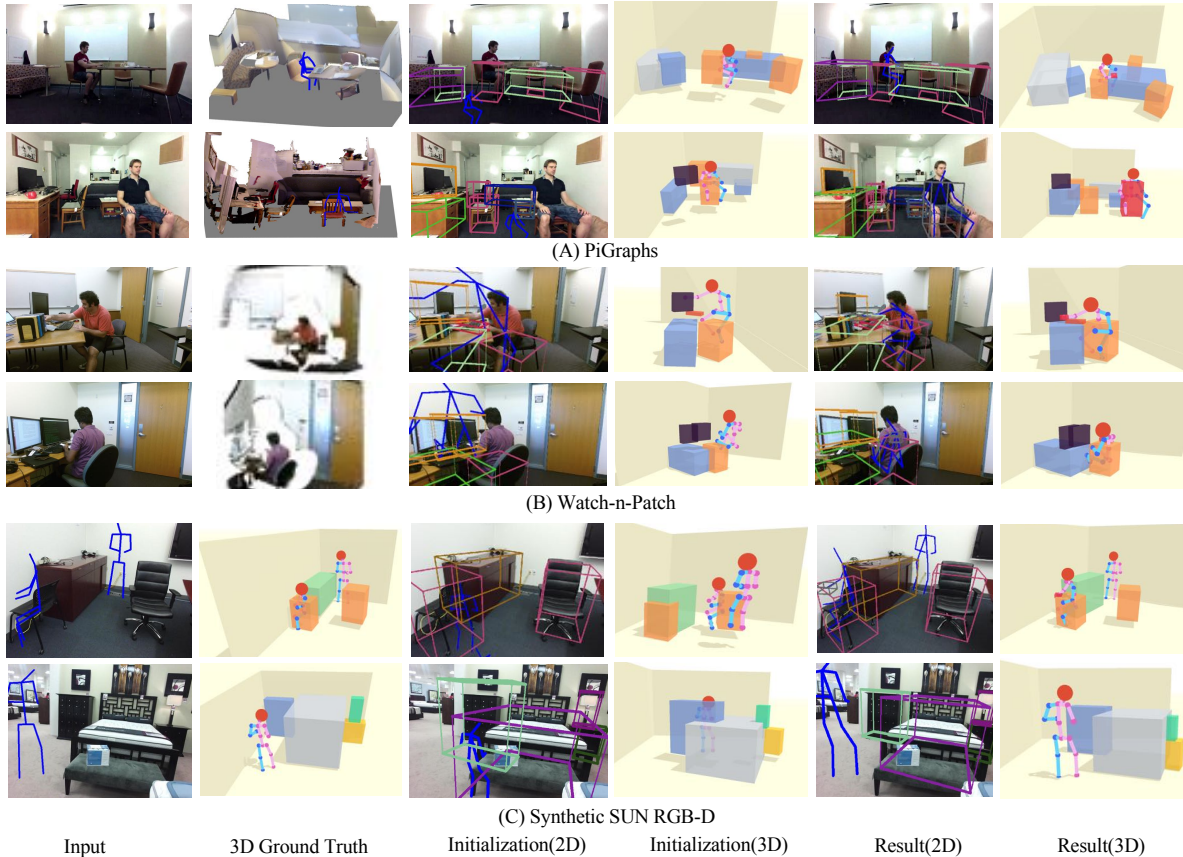 (A) PiGraphs
(B) Watch-n-Patch
(C) Synthetic SUN RGB-D
Input 3D Ground Truth Initialization(2D) Initialization(3D) Result(2D) Result(3D)